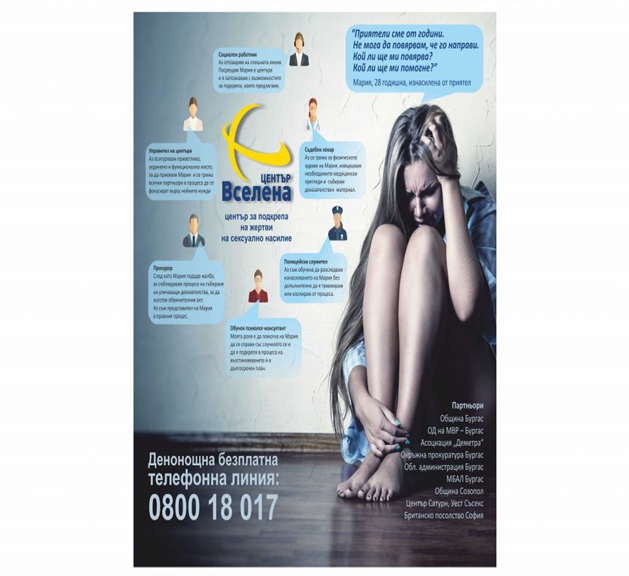 "Приятели сме от години.
Не мога да повярвам, че го направи.
Кой ли ще ми повярва?
Кой ли ще ми помогне?"
Мария, 28 годишна, изнасилена от приятел
Социален работник
Аз отговарям на спешната линия.
Посрещам Мария в центъра
и я запознавам с възможностите
за подкрепа, които предлагаме.
Управител на центъра
Аз осигурявам приветливо,
уединено и функционално място,
за да приемем Мария и се грижа
всички партньори в процеса да се
фокусират върху нейните нужди
Съдебен лекар
Аз се грижа за физическото
здраве на Мария, извършвам
необходимите медицински
прегледи и събирам
доказателствен материал.
ЦЕНТЪР
Вселена
център за подкрепа
на жертви
на сексуално насилие
Прокурор
След като Мария подаде жалба,
аз съблюдавам процеса на събиране
на уличаващи доказателства, за да
изготвя обвинителния акт.
Аз съм представител на Мария
в правния процес.
Полицейски служител
Аз съм обучена да разследвам
изнасилването на Мария без
допълнително да я травмирам
или изолирам от процеса.
Обучен психолог-консултант
Моята роля е да помогна на Мария
да се справи със случилото се и
да я подкрепя в процеса на
възстановяването ѝ в
дългосрочен план.
Денонощна безплатна
телефонна линия:
0800 18 017
Партньори
Община Бургас
ОД на МВР – Бургас
Асоциация „Деметра"
Окръжна прокуратура Бургас
Обл. администрация Бургас
МБАЛ Бургас
Община Созопол
Център Сатурн, Уест Съсекс
Британско посолство София